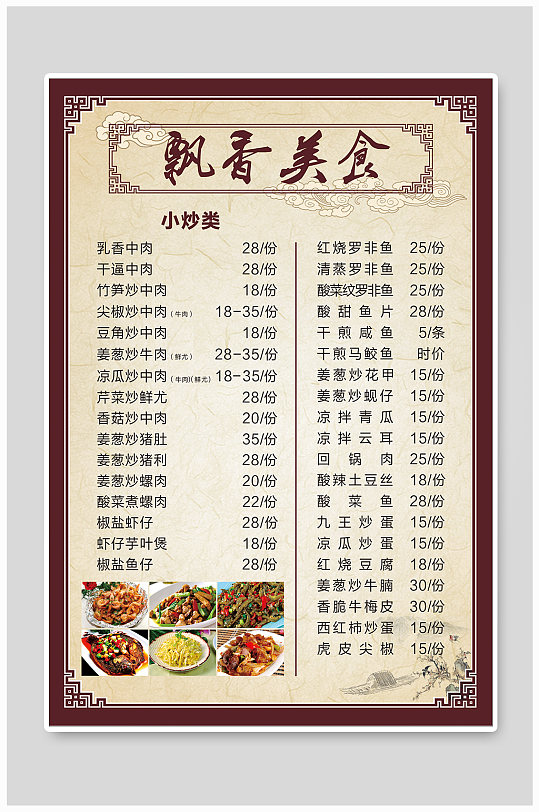 飘香美食
小炒类
乳香中肉 28/份
干逼中肉 28/份
竹笋炒中肉 18/份
尖椒炒中肉(牛肉) 18-35/份
豆角炒中肉 18/份
姜葱炒牛肉(鲜尤) 28-35/份
凉瓜炒中肉(牛肉)(鲜尤) 18-35/份
芹菜炒鲜尤 28/份
香菇炒中肉 20/份
姜葱炒猪肚 35/份
姜葱炒猪利 28/份
姜葱炒螺肉 20/份
酸菜煮螺肉 22/份
椒盐虾仔 28/份
虾仔芋叶煲 18/份
椒盐鱼仔 28/份
红烧罗非鱼 25/份
清蒸罗非鱼 25/份
酸菜纹罗非鱼 25/份
酸甜鱼片 28/份
干煎咸鱼 5/条
干煎马鲛鱼 时价
姜葱炒花甲 15/份
姜葱炒蚬仔 15/份
凉拌青瓜 15/份
凉拌云耳 15/份
回锅肉 25/份
酸辣土豆丝 18/份
酸菜鱼 28/份
九王炒蛋 15/份
凉瓜炒蛋 15/份
红烧豆腐 18/份
姜葱炒牛腩 30/份
香脆牛梅皮 30/份
西红柿炒蛋 15/份
虎皮尖椒 15/份